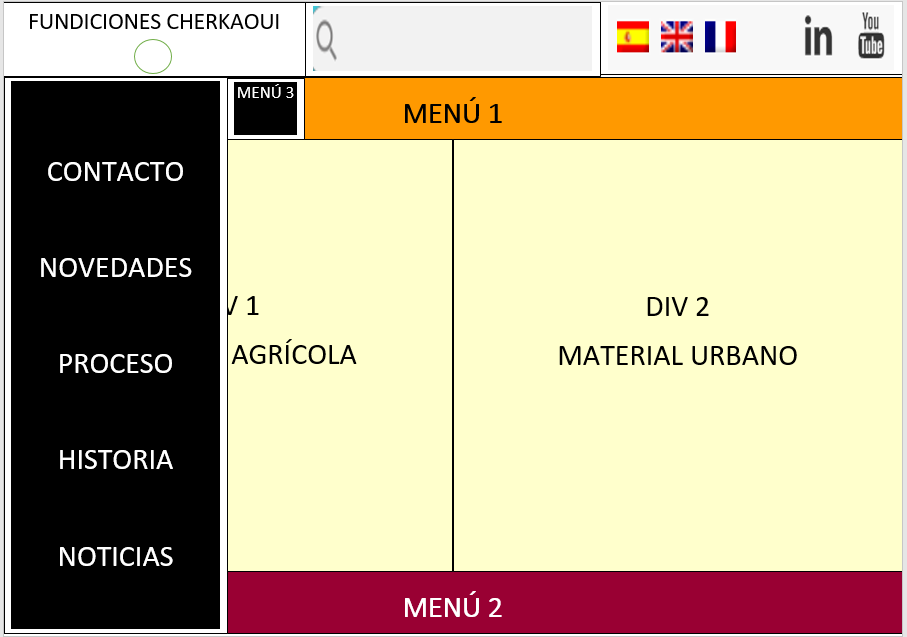 FUNDICIONES CHERKAOUI
in
You
Tube
MENÚ 3
MENÚ 1
CONTACTO
NOVEDADES
PROCESO
HISTORIA
NOTICIAS
V 1
AGRÍCOLA
DIV 2
MATERIAL URBANO
MENÚ 2